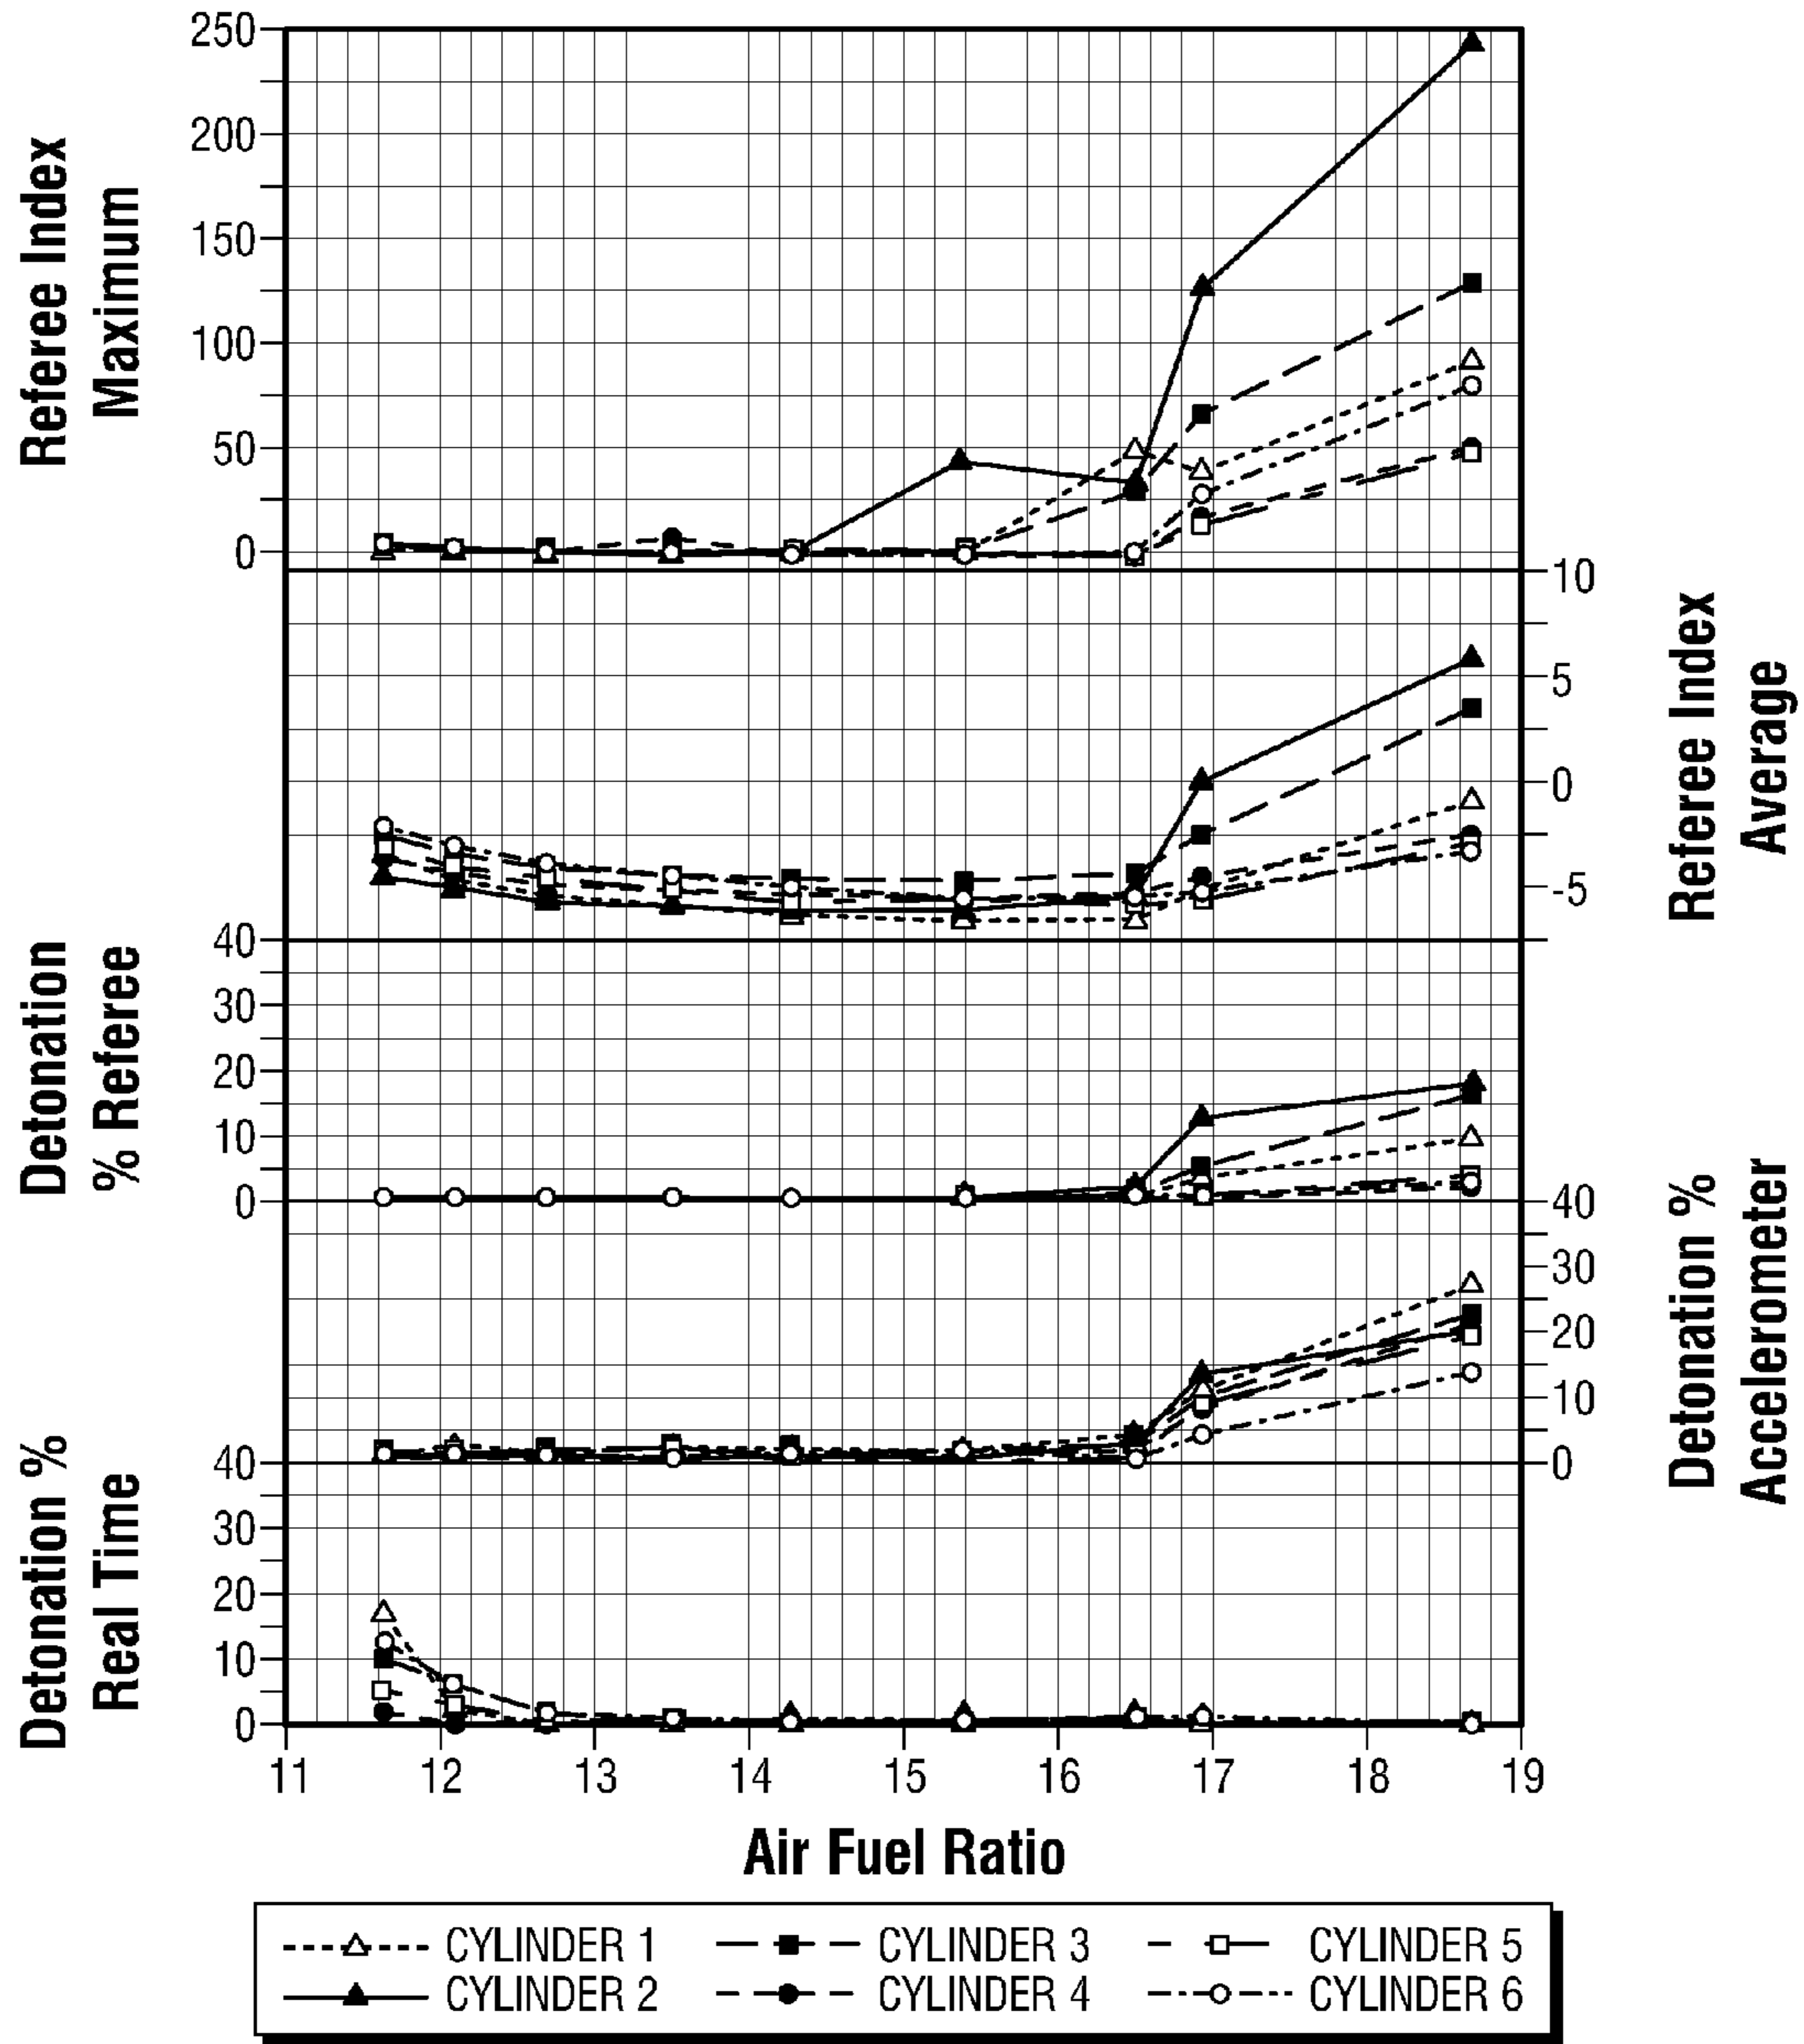 Referee Index
Maximum
250
200
150
100
50
0
Referee Index
Average
10
5
0
-5
Detonation
% Referee
40
30
20
10
0
Detonation %
Accelerometer
40
30
20
10
0
Detonation %
Real Time
40
30
20
10
0
11 12 13 14 15 16 17 18 19
Air Fuel Ratio
CYLINDER 1 CYLINDER 3 CYLINDER 5
CYLINDER 2 CYLINDER 4 CYLINDER 6